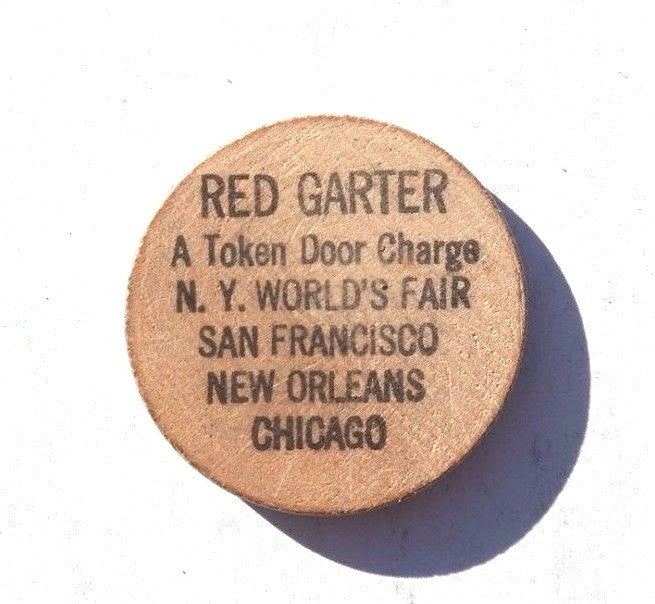 RED GARTER
A Token Door Charge
N. Y. WORLD'S FAIR
SAN FRANCISCO
NEW ORLEANS
CHICAGO